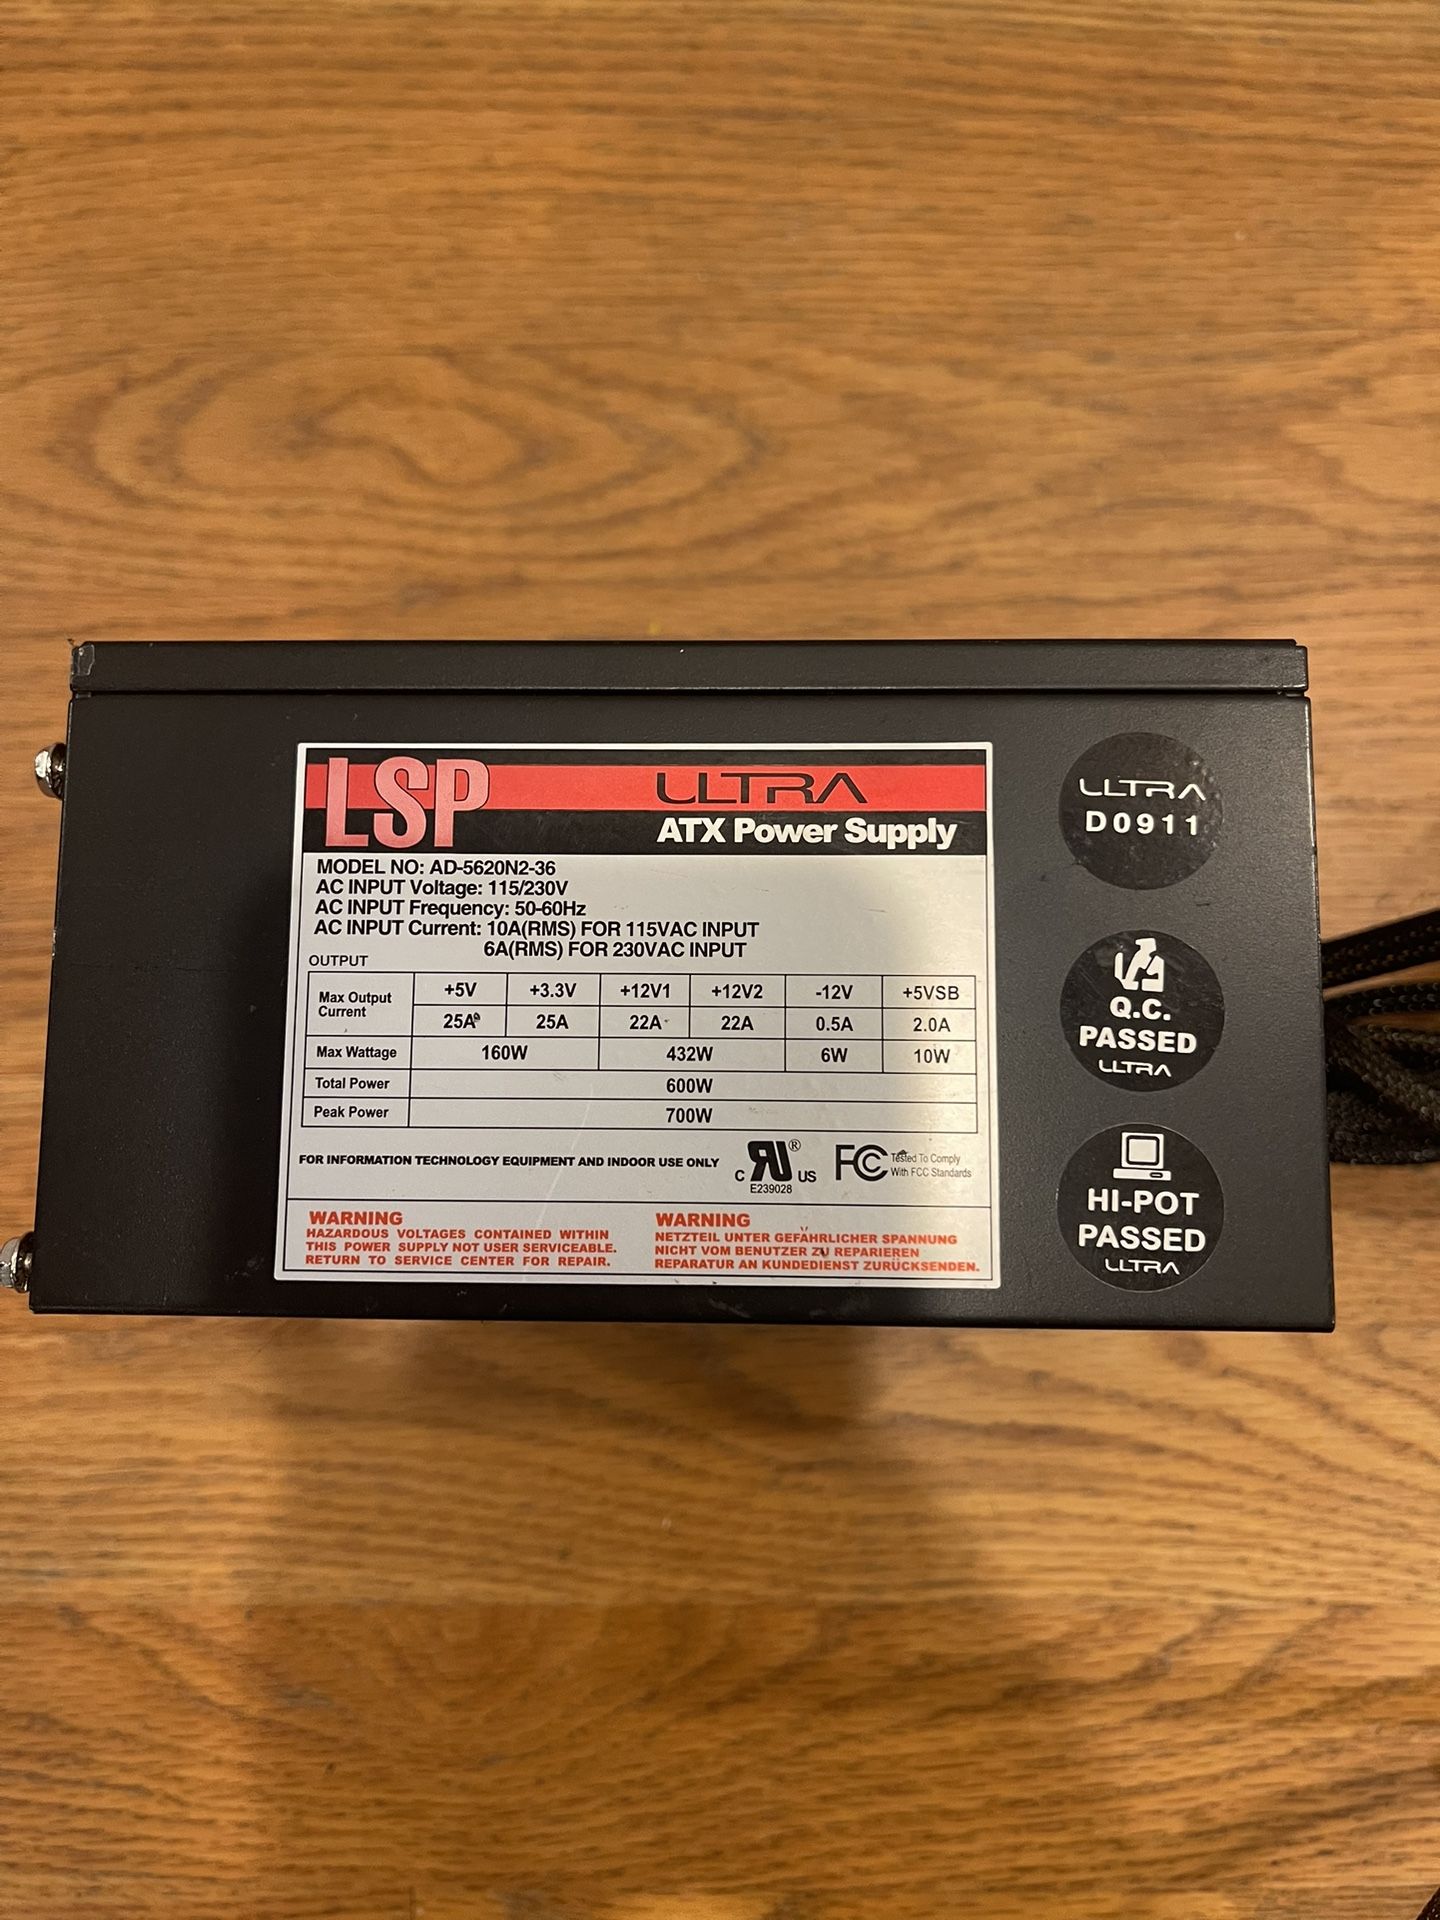 LSP ULTRA
ATX Power Supply
MODEL NO: AD-5620N2-36
AC INPUT Voltage: 115/230V
AC INPUT Frequency: 50-60Hz
AC INPUT Current: 10A(RMS) FOR 115VAC INPUT
6A(RMS) FOR 230VAC INPUT
OUTPUT
Max Output Current +5V +3.3V +12V1 +12V2 -12V +5VSB
25A 25A 22A 22A 0.5A 2.0A
Max Wattage 160W 432W 6W 10W
Total Power 600W
Peak Power 700W
FOR INFORMATION TECHNOLOGY EQUIPMENT AND INDOOR USE ONLY
C RU ® US
E239028
FC Tested To Comply
With FCC Standards
WARNING
HAZARDOUS VOLTAGES CONTAINED WITHIN
THIS POWER SUPPLY NOT USER SERVICEABLE.
RETURN TO SERVICE CENTER FOR REPAIR.
WARNING
NETZTEIL UNTER GEFÄHRLICHER SPANNUNG
NICHT VOM BENUTZER ZU REPARIEREN
REPARATUR AN KUNDEDIENST ZURÜCKSENDEN.
ULTRA
D0911
Q.C.
PASSED
ULTRA
HI-POT
PASSED
ULTRA